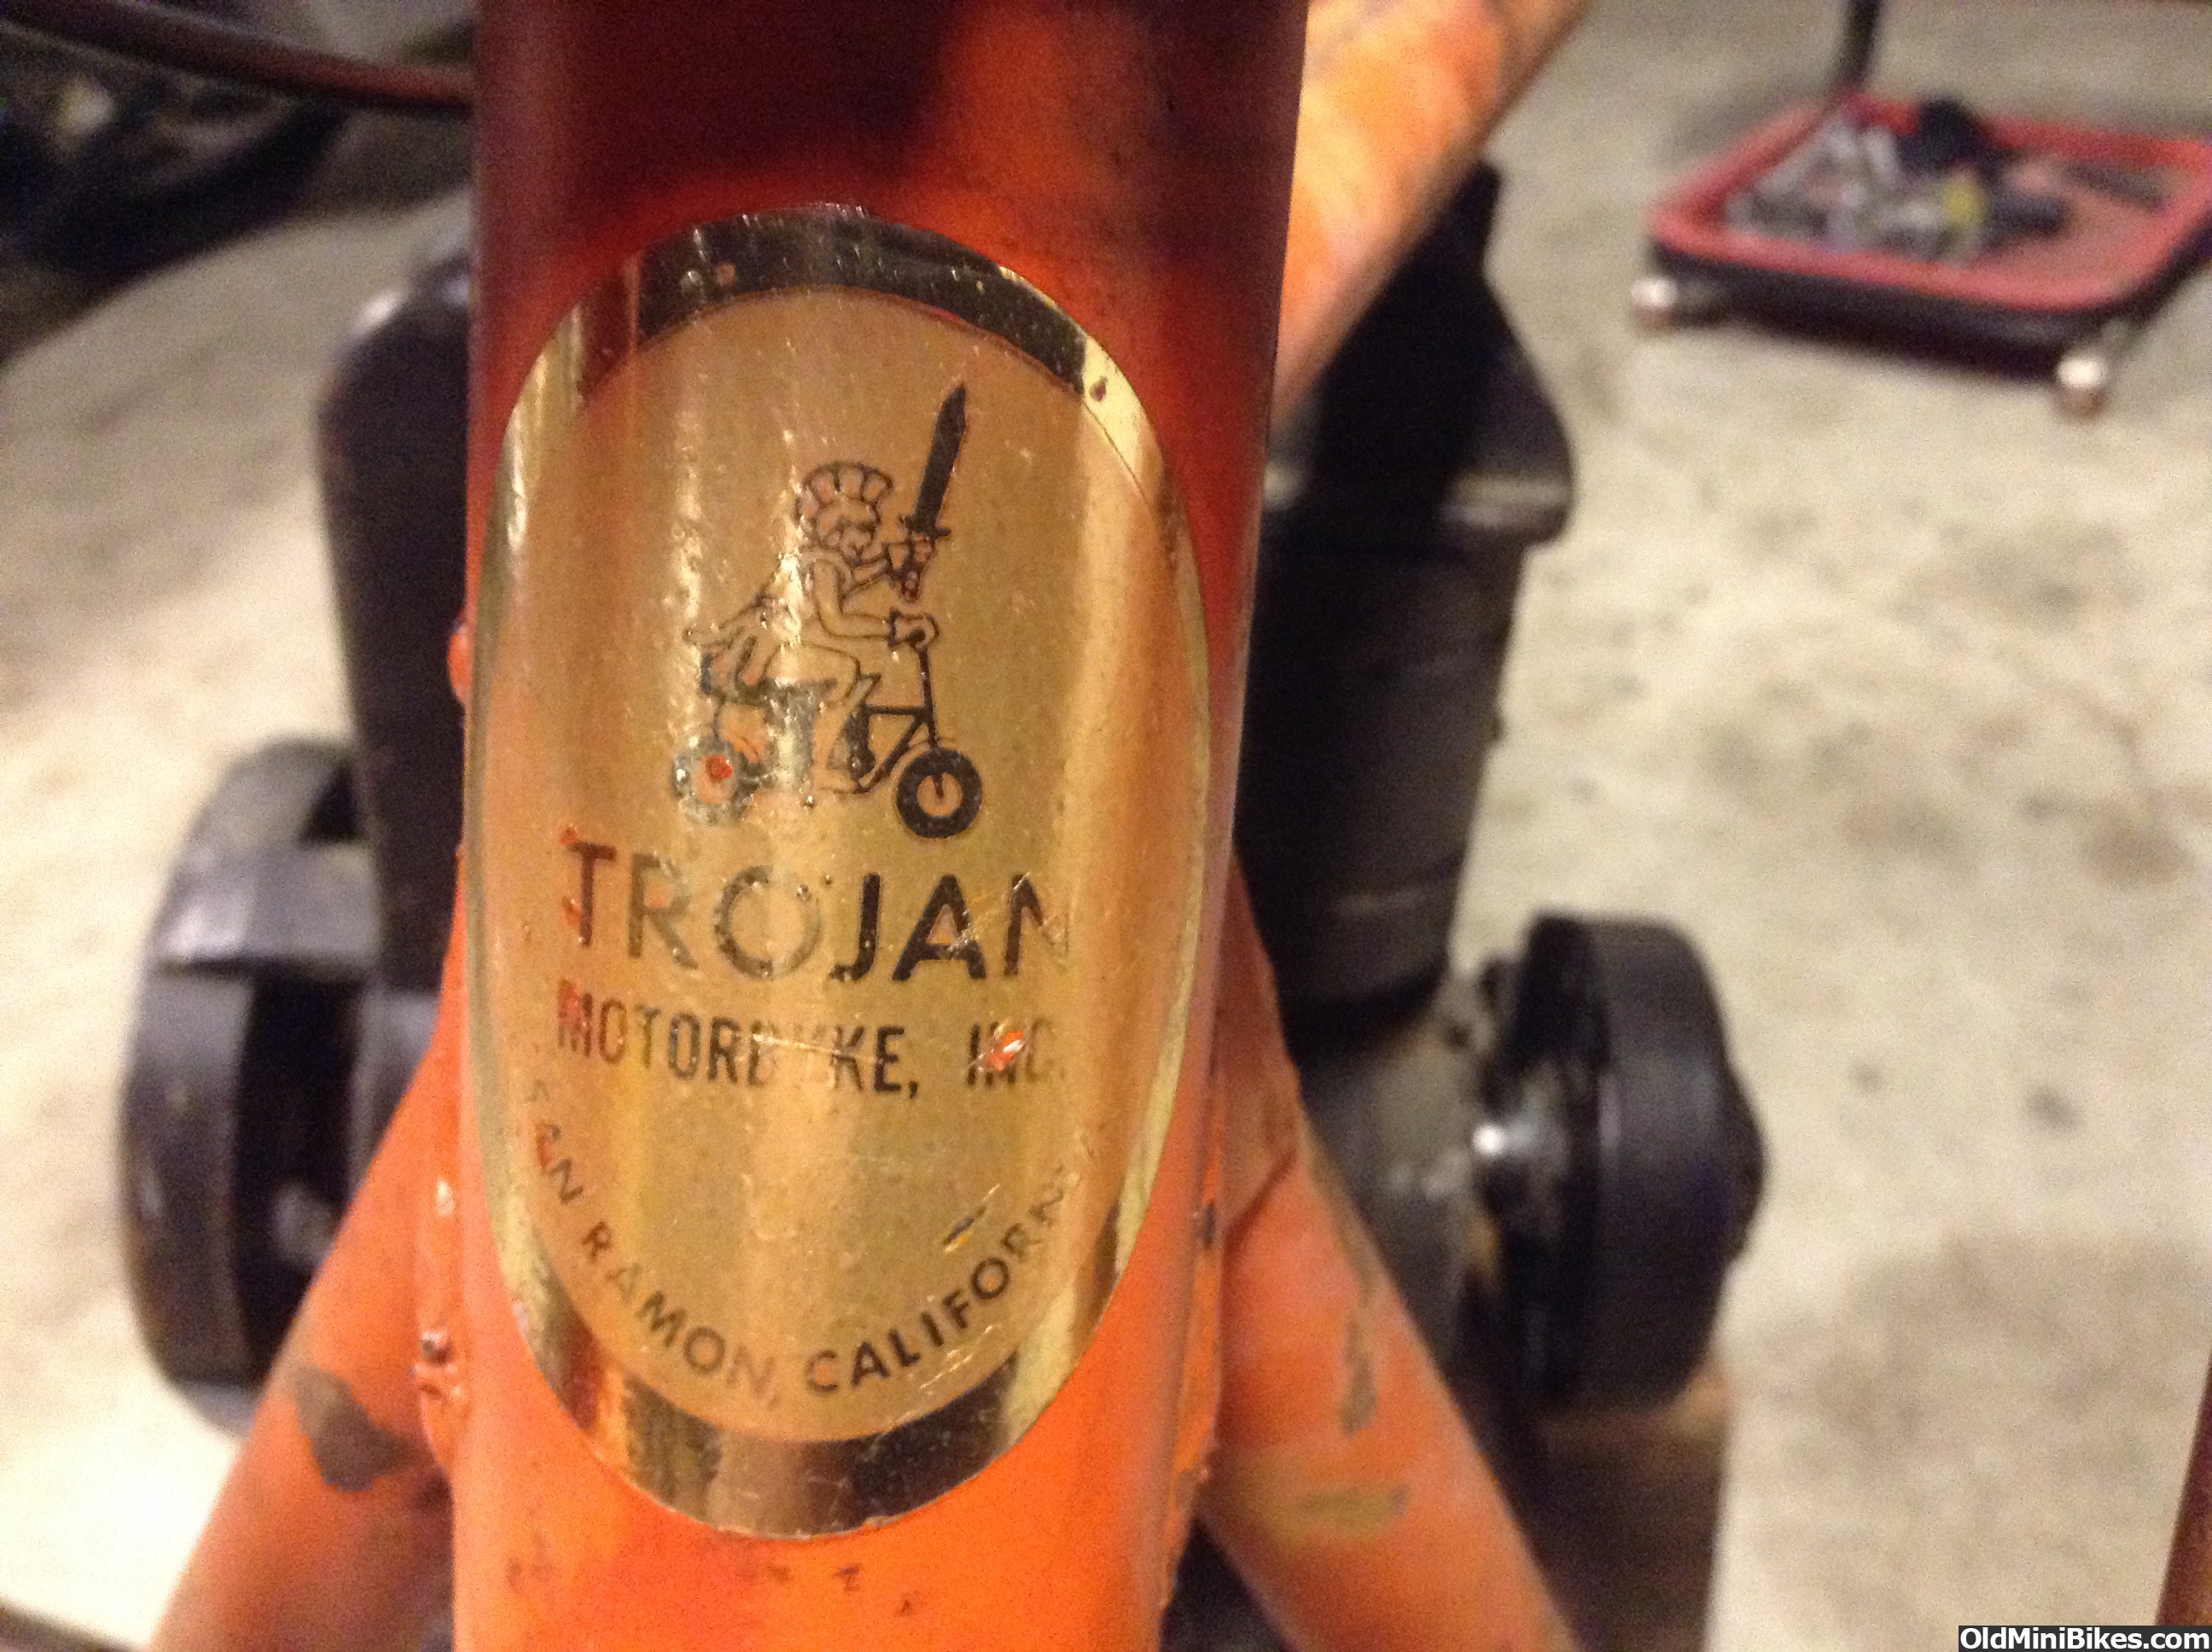 TROJAN
MOTORBIKE, INC.
SAN RAMON, CALIFORNIA
OldMiniBikes.com